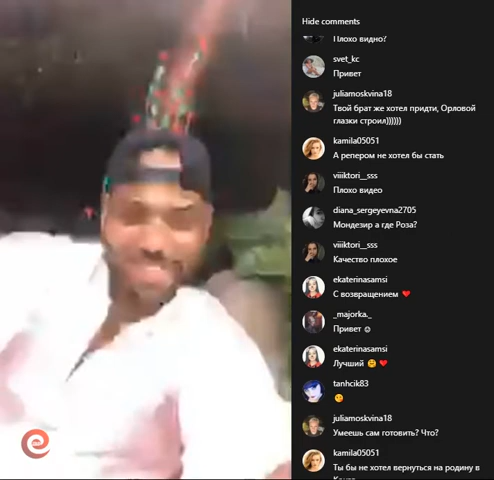 Hide comments
Плохо видно?
svet_kc
Привет
juliamoskvina18
Твой брат же хотел придти, Орловой
глазки строил))))))
kamila05051
А репером не хотел бы стать
viiiktori__sss
Плохо видео
diana_sergeyevna2705
Мондезир а где Роза?
viiiktori__sss
Качество плохое
ekaterinasamsi
С возвращением ❤️
_majorka._
Привет ☺
ekaterinasamsi
Лучший 😊❤️
tanhcik83
😗
juliamoskvina18
Умеешь сам готовить? Что?
kamila05051
Ты бы не хотел вернуться на родину в